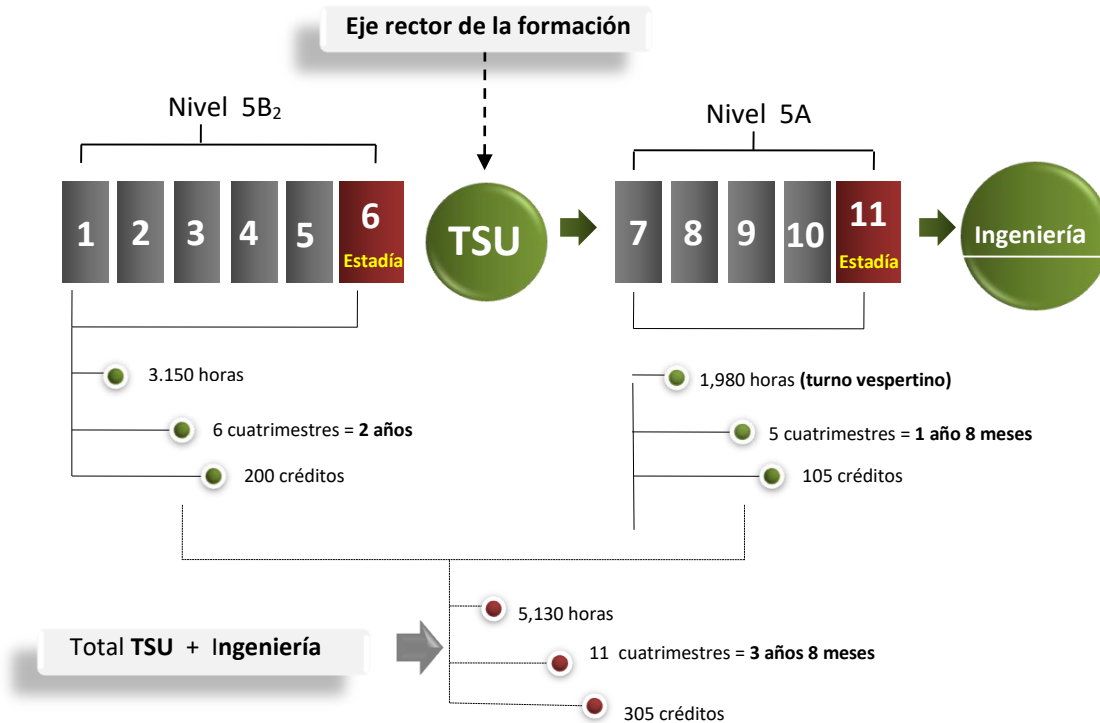 Eje rector de la formación
Nivel 5B₂
Nivel 5A
1 2 3 4 5 6
Estadía
TSU
7 8 9 10 11
Estadía
Ingeniería
3.150 horas
6 cuatrimestres = 2 años
200 créditos
1,980 horas (turno vespertino)
5 cuatrimestres = 1 año 8 meses
105 créditos
Total TSU + Ingeniería
5,130 horas
11 cuatrimestres = 3 años 8 meses
305 créditos